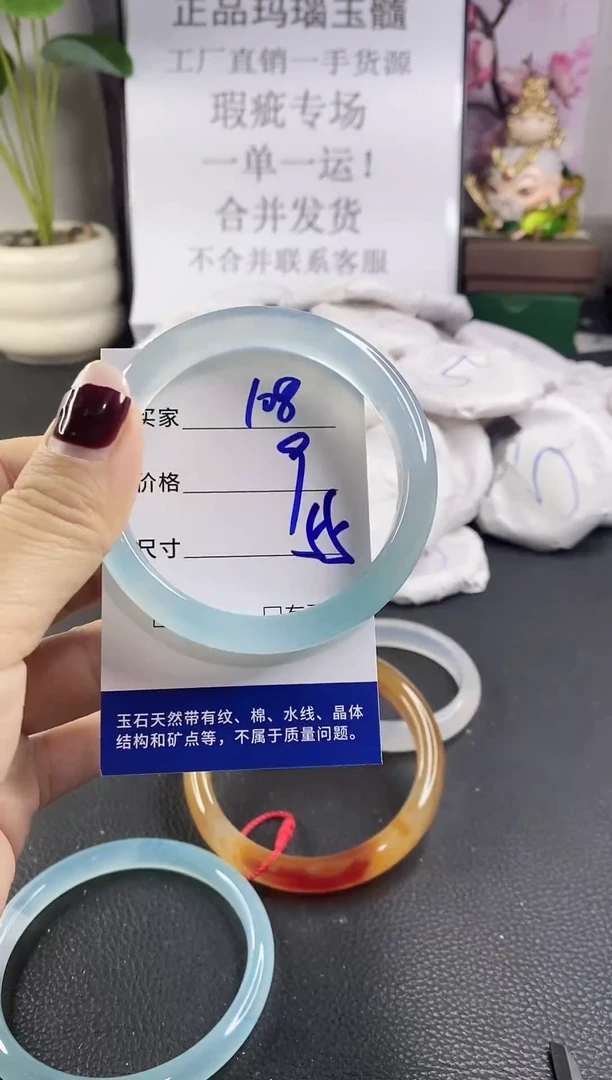 正品玛瑙玉髓
工厂直销一手货源
瑕疵专场
一单一运！
合并发货
不合并联系客服
买家 108
价格 9
尺寸 55
玉石天然带有纹、棉、水线、晶体
结构和矿点等，不属于质量问题。